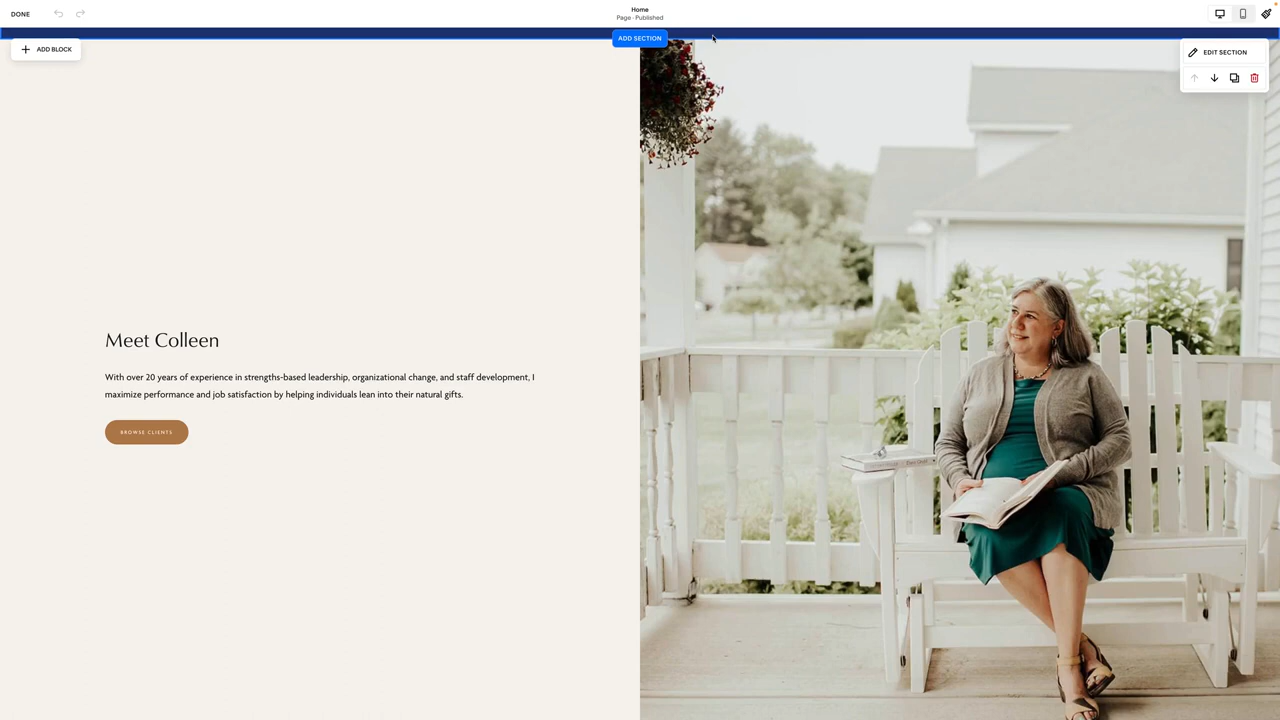 DONE
Home
Page · Published
ADD SECTION
ADD BLOCK
EDIT SECTION
Meet Colleen
With over 20 years of experience in strengths-based leadership, organizational change, and staff development, I
maximize performance and job satisfaction by helping individuals lean into their natural gifts.
BROWSE CLIENTS